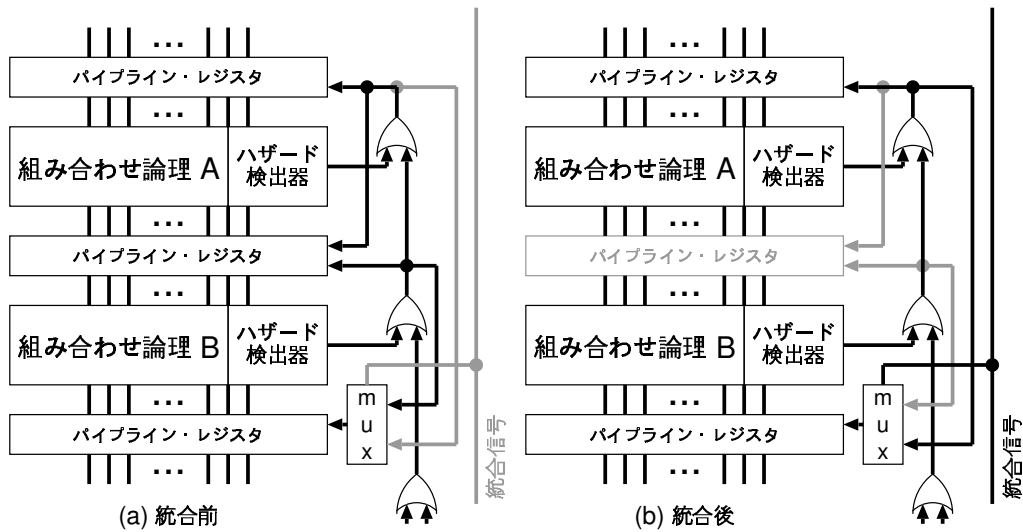 ...
パイプライン・レジスタ
...
組み合わせ論理 A
ハザード
検出器
...
パイプライン・レジスタ
...
組み合わせ論理 B
ハザード
検出器
...
パイプライン・レジスタ
...
m
u
x
統合信号
(a) 統合前
...
パイプライン・レジスタ
...
組み合わせ論理 A
ハザード
検出器
...
パイプライン・レジスタ
...
組み合わせ論理 B
ハザード
検出器
...
パイプライン・レジスタ
...
m
u
x
統合信号
(b) 統合後